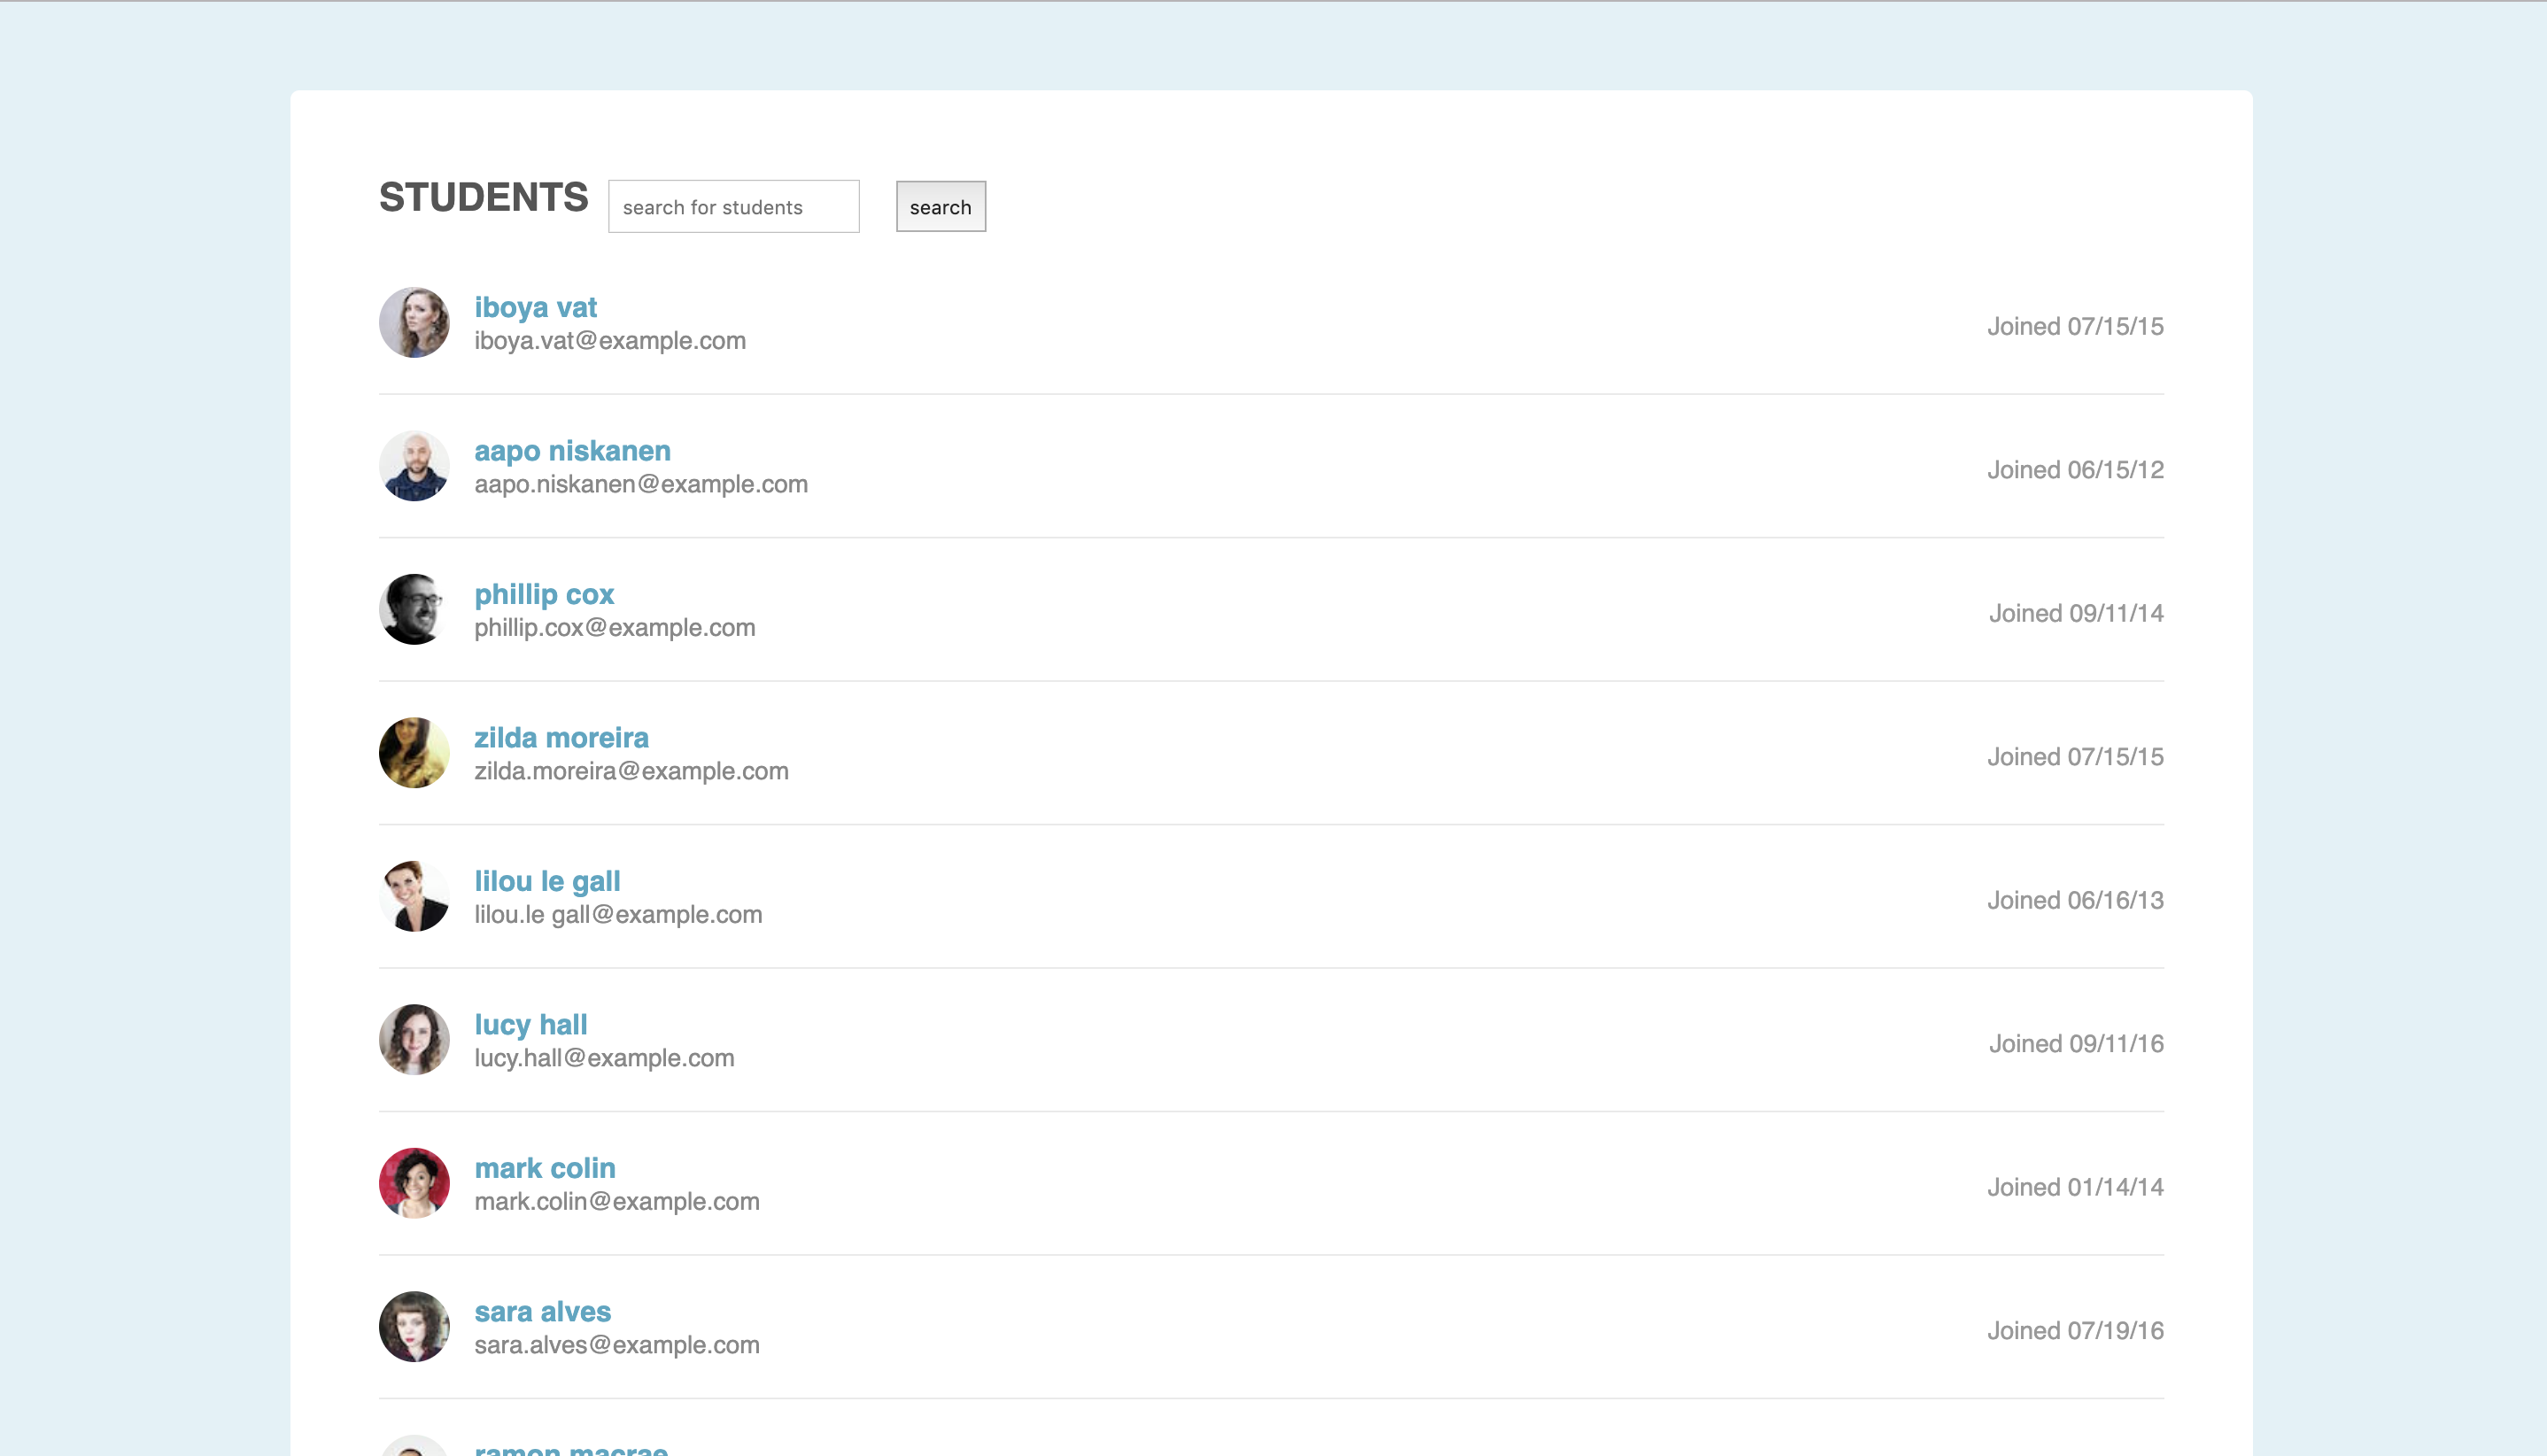 STUDENTS search for students search
iboya vat
iboya.vat@example.com
Joined 07/15/15
aapo niskanen
aapo.niskanen@example.com
Joined 06/15/12
phillip cox
phillip.cox@example.com
Joined 09/11/14
zilda moreira
zilda.moreira@example.com
Joined 07/15/15
lilou le gall
lilou.le gall@example.com
Joined 06/16/13
lucy hall
lucy.hall@example.com
Joined 09/11/16
mark colin
mark.colin@example.com
Joined 01/14/14
sara alves
sara.alves@example.com
Joined 07/19/16
ramon macrae